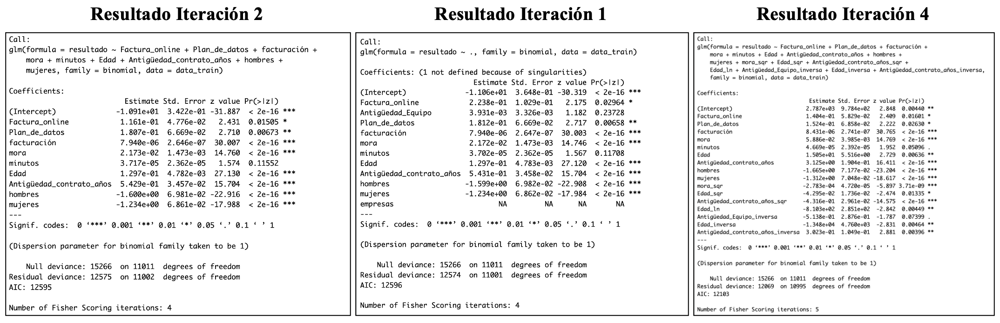 Resultado Iteración 2
Call:
glm(formula = resultado ~ Factura_online + Plan_de_datos + facturación +
    mora + minutos + Edad + Antigüedad_contrato_años + hombres +
    mujeres, family = binomial, data = data_train)
Coefficients:
Estimate Std. Error z value Pr(>|z|)
(Intercept) -1.091e+01 3.422e-01 -31.887 < 2e-16 ***
Factura_online 1.161e-01 4.776e-02 2.431 0.01505 *
Plan_de_datos 1.807e-01 6.669e-02 2.710 0.00673 **
facturación 7.940e-06 2.646e-07 30.007 < 2e-16 ***
mora 2.173e-02 1.473e-03 14.760 < 2e-16 ***
minutos 3.717e-05 2.362e-05 1.574 0.11552
Edad 1.297e-01 4.782e-03 27.130 < 2e-16 ***
Antigüedad_contrato_años 5.429e-01 3.457e-02 15.704 < 2e-16 ***
hombres -1.600e+00 6.981e-02 -22.916 < 2e-16 ***
mujeres -1.234e+00 6.861e-02 -17.988 < 2e-16 ***
---
Signif. codes:  0 ‘***’ 0.001 ‘**’ 0.01 ‘*’ 0.05 ‘.’ 0.1 ‘ ’ 1
(Dispersion parameter for binomial family taken to be 1)
Null deviance: 15266  on 11011  degrees of freedom
Residual deviance: 12575  on 11002  degrees of freedom
AIC: 12595
Number of Fisher Scoring iterations: 4
Resultado Iteración 1
Call:
glm(formula = resultado ~ ., family = binomial, data = data_train)
Coefficients: (1 not defined because of singularities)
Estimate Std. Error z value Pr(>|z|)
(Intercept) -1.106e+01 3.648e-01 -30.319 < 2e-16 ***
Factura_online 2.238e-01 1.029e-01 2.175 0.02964 *
Antigüedad_Equipo 3.931e-03 3.326e-03 1.182 0.23728
Plan_de_datos 1.812e-01 6.669e-02 2.717 0.00658 **
facturación 7.940e-06 2.647e-07 30.003 < 2e-16 ***
mora 2.172e-02 1.473e-03 14.746 < 2e-16 ***
minutos 3.702e-05 2.362e-05 1.567 0.11708
Edad 1.297e-01 4.783e-03 27.120 < 2e-16 ***
Antigüedad_contrato_años 5.431e-01 3.458e-02 15.704 < 2e-16 ***
hombres -1.599e+00 6.982e-02 -22.908 < 2e-16 ***
mujeres -1.234e+00 6.862e-02 -17.984 < 2e-16 ***
empresas NA NA NA NA
---
Signif. codes:  0 ‘***’ 0.001 ‘**’ 0.01 ‘*’ 0.05 ‘.’ 0.1 ‘ ’ 1
(Dispersion parameter for binomial family taken to be 1)
Null deviance: 15266  on 11011  degrees of freedom
Residual deviance: 12574  on 11001  degrees of freedom
AIC: 12596
Number of Fisher Scoring iterations: 4
Resultado Iteración 4
Call:
glm(formula = resultado ~ Factura_online + Plan_de_datos + facturación +
    mora + minutos + Edad + Antigüedad_contrato_años + hombres +
    mujeres + mora_sqr + Edad_sqr + Antigüedad_contrato_años_sqr +
    Edad_ln + Antigüedad_Equipo_inversa + Edad_inversa + Antigüedad_contrato_años_inversa,
    family = binomial, data = data_train)
Coefficients:
Estimate Std. Error z value Pr(>|z|)
(Intercept) 2.787e+03 9.784e+02 2.848 0.00440 **
Factura_online 1.404e-01 5.829e-02 2.409 0.01601 *
Plan_de_datos 1.524e-01 6.858e-02 2.222 0.02630 *
facturación 8.431e-06 2.741e-07 30.765 < 2e-16 ***
mora 5.886e-02 3.985e-03 14.769 < 2e-16 ***
minutos 4.669e-05 2.392e-05 1.952 0.05096 .
Edad 1.505e+01 5.516e+00 2.729 0.00636 **
Antigüedad_contrato_años 3.125e+00 1.904e-01 16.411 < 2e-16 ***
hombres -1.665e+00 7.177e-02 -23.204 < 2e-16 ***
mujeres -1.312e+00 7.048e-02 -18.617 < 2e-16 ***
mora_sqr -2.783e-04 4.720e-05 -5.897 3.71e-09 ***
Edad_sqr -4.295e-02 1.736e-02 -2.474 0.01335 *
Antigüedad_contrato_años_sqr -4.316e-01 2.961e-02 -14.575 < 2e-16 ***
Edad_ln -8.103e+02 2.851e+02 -2.842 0.00449 **
Antigüedad_Equipo_inversa -5.138e-01 2.876e-01 -1.787 0.07399 .
Edad_inversa -1.348e+04 4.760e+03 -2.831 0.00464 **
Antigüedad_contrato_años_inversa 3.023e-01 1.049e-01 2.881 0.00396 **
---
Signif. codes:  0 ‘***’ 0.001 ‘**’ 0.01 ‘*’ 0.05 ‘.’ 0.1 ‘ ’ 1
(Dispersion parameter for binomial family taken to be 1)
Null deviance: 15266  on 11011  degrees of freedom
Residual deviance: 12069  on 10995  degrees of freedom
AIC: 12103
Number of Fisher Scoring iterations: 5